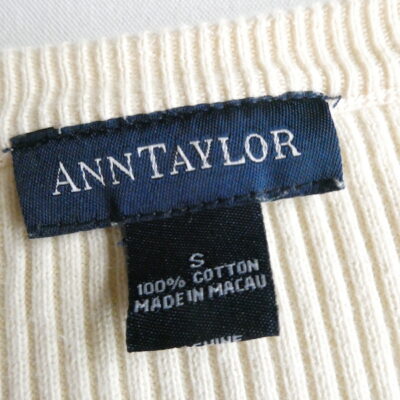 ANNTAYLOR
S
100% COTTON
MADE IN MACAU